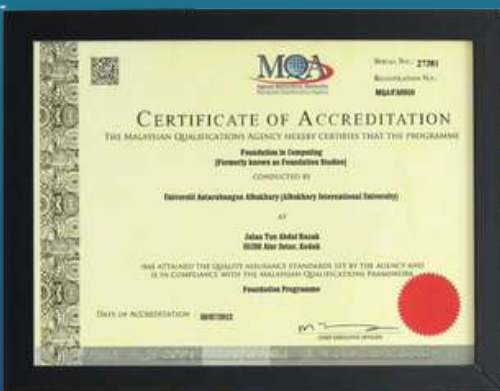 MQA
SERIAL NO.: 27381
REGISTRATION NO.:
CERTIFICATE OF ACCREDITATION
THE MALAYSIAN QUALIFICATIONS AGENCY HEREBY CERTIFIES THAT THE PROGRAMME
Foundation in Computing
(Formerly known as Foundation Studies)
CONDUCTED BY
Universiti Antarabangsa Albukhary (Albukhary International University)
AT
Jalan Tun Abdul Razak
Alor Setar, Kedah
HAS ATTAINED THE QUALITY ASSURANCE STANDARDS SET BY THE AGENCY AND
IS IN COMPLIANCE WITH THE MALAYSIAN QUALIFICATIONS FRAMEWORK
Foundation Programme
DATE OF ACCREDITATION :
CHIEF EXECUTIVE OFFICER